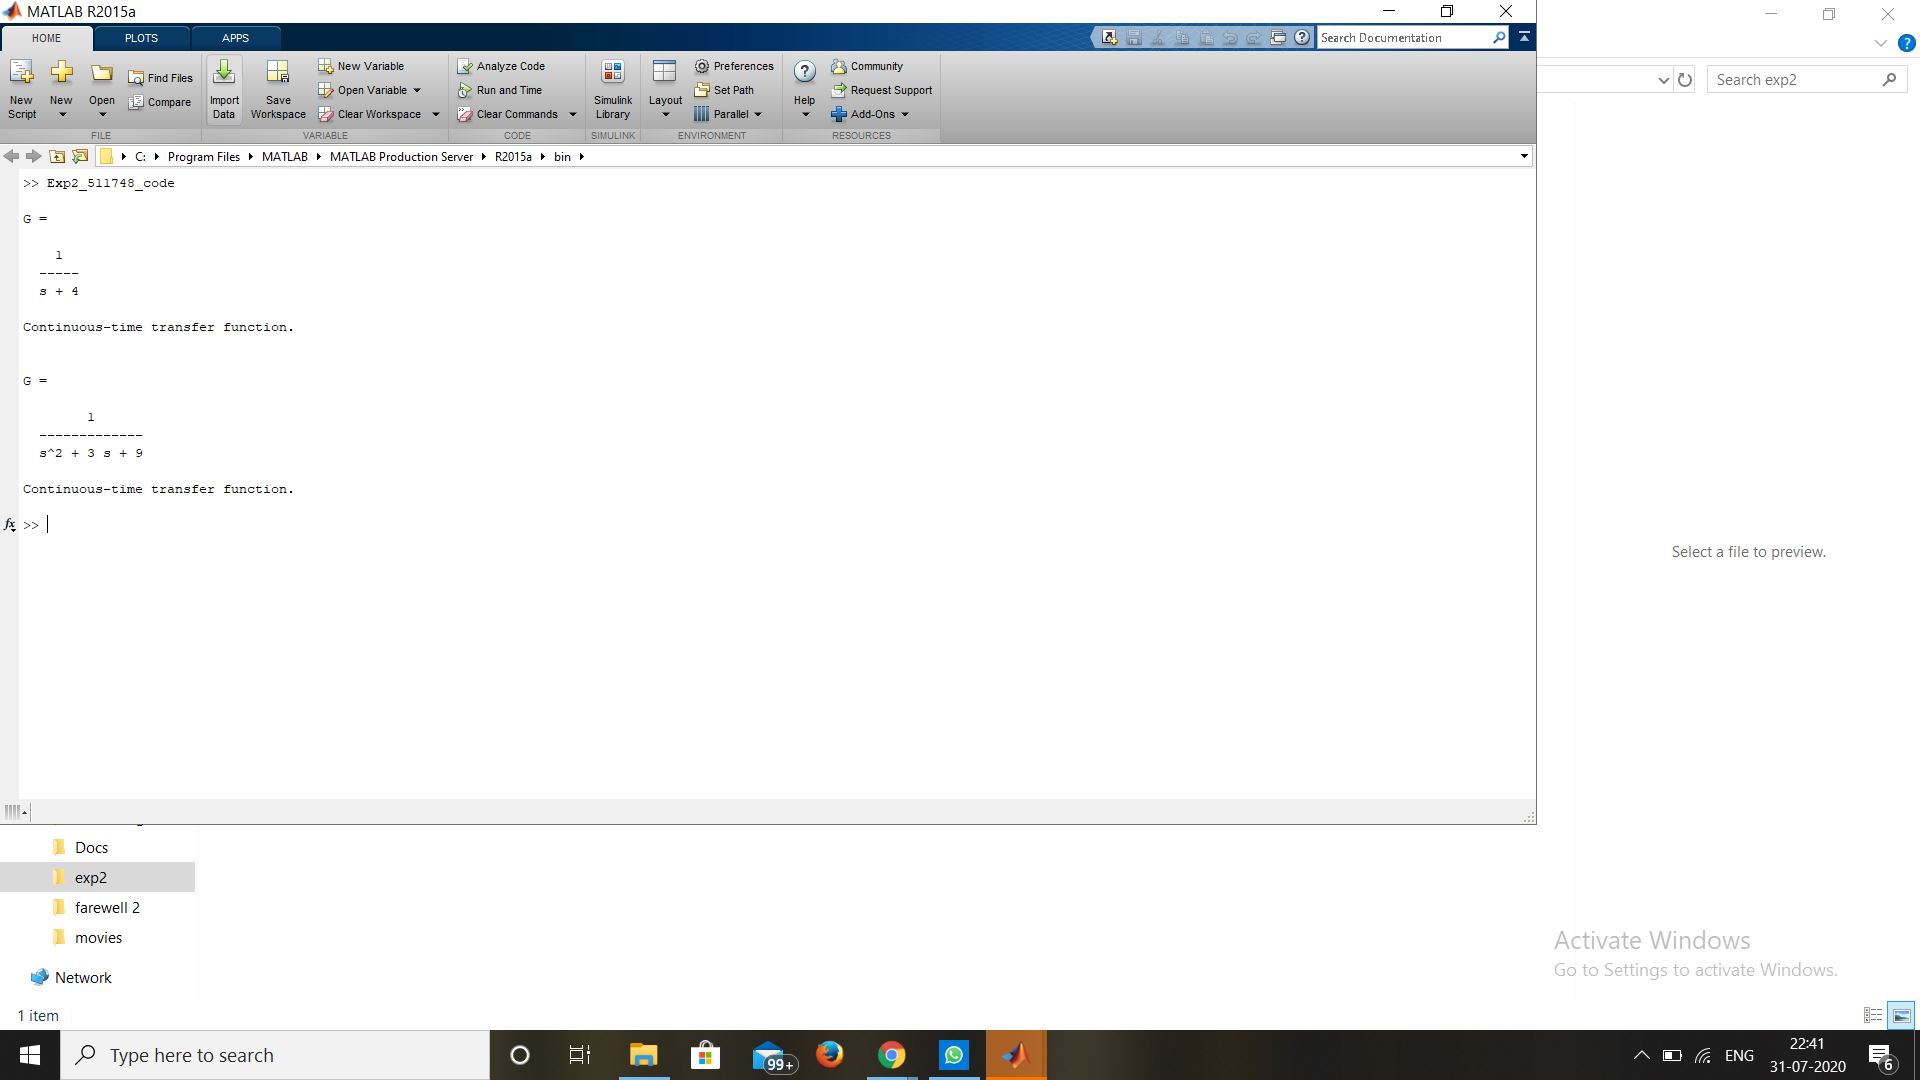 MATLAB R2015a
HOME PLOTS APPS
Search Documentation
New Script
New
Open
Find Files
Compare
FILE
Import Data
Save Workspace
New Variable
Open Variable
Clear Workspace
VARIABLE
Analyze Code
Run and Time
Clear Commands
CODE
Simulink Library
SIMULINK
Layout
Preferences
Set Path
Parallel
ENVIRONMENT
Help
Community
Request Support
Add-Ons
RESOURCES
Search exp2
C: Program Files MATLAB MATLAB Production Server R2015a bin
>> Exp2_511748_code
G =
1
-----
s + 4
Continuous-time transfer function.
G =
1
-------------
s^2 + 3 s + 9
Continuous-time transfer function.
fx >>
Select a file to preview.
Docs
exp2
farewell 2
movies
Network
1 item
Activate Windows
Go to Settings to activate Windows.
Type here to search
99+
ENG
22:41
31-07-2020
6